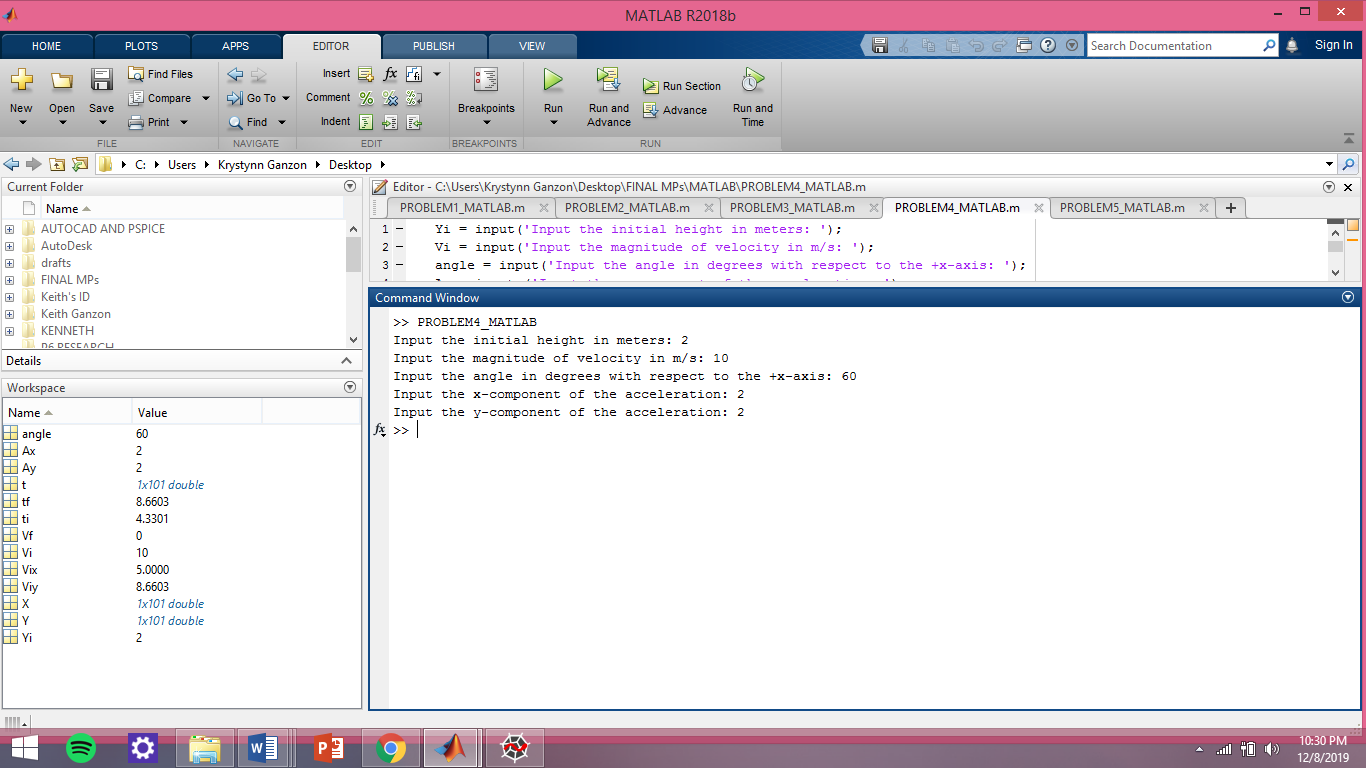 MATLAB R2018b
HOME PLOTS APPS EDITOR PUBLISH VIEW
Search Documentation
Sign In
New
Open
Save
Find Files
Compare
Print
FILE
Go To
Find
NAVIGATE
Insert
fx
Comment
Indent
EDIT
Breakpoints
BREAKPOINTS
Run
Run and Advance
Run Section
Advance
Run and Time
RUN
C: Users Krystynn Ganzon Desktop
Current Folder
Name
AUTOCAD AND PSPICE
AutoDesk
drafts
FINAL MPs
Keith's ID
Keith Ganzon
KENNETH
P6 RESEARCH
Details
Workspace
Name Value
angle 60
Ax 2
Ay 2
t 1x101 double
tf 8.6603
ti 4.3301
Vf 0
Vi 10
Vix 5.0000
Viy 8.6603
X 1x101 double
Y 1x101 double
Yi 2
Editor - C:\Users\Krystynn Ganzon\Desktop\FINAL MPs\MATLAB\PROBLEM4_MATLAB.m
PROBLEM1_MATLAB.m PROBLEM2_MATLAB.m PROBLEM3_MATLAB.m PROBLEM4_MATLAB.m PROBLEM5_MATLAB.m
1 - Yi = input('Input the initial height in meters: ');
2 - Vi = input('Input the magnitude of velocity in m/s: ');
3 - angle = input('Input the angle in degrees with respect to the +x-axis: ');
Command Window
>> PROBLEM4_MATLAB
Input the initial height in meters: 2
Input the magnitude of velocity in m/s: 10
Input the angle in degrees with respect to the +x-axis: 60
Input the x-component of the acceleration: 2
Input the y-component of the acceleration: 2
fx >>
10:30 PM
12/8/2019